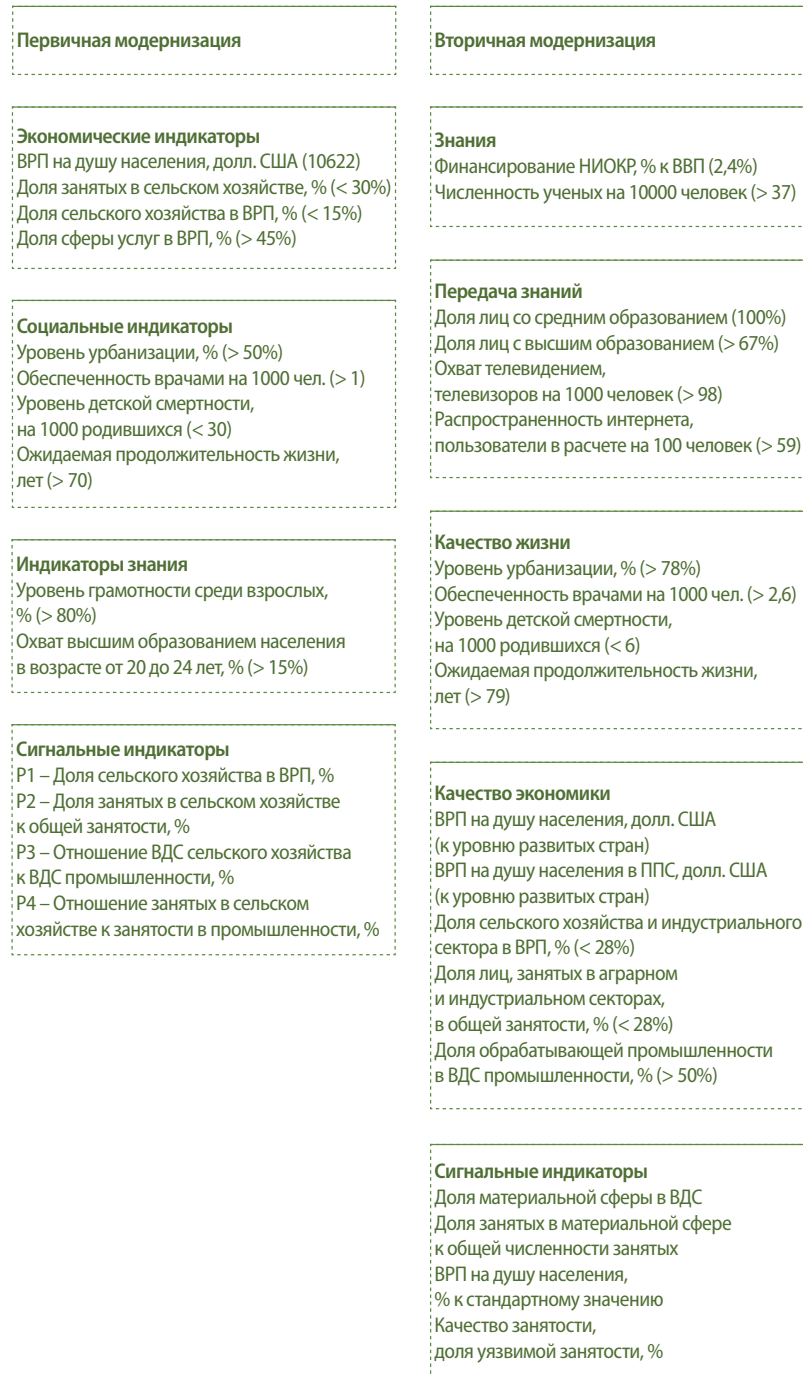 Первичная модернизация
Экономические индикаторы
ВРП на душу населения, долл. США (10622)
Доля занятых в сельском хозяйстве, % (< 30%)
Доля сельского хозяйства в ВРП, % (< 15%)
Доля сферы услуг в ВРП, % (> 45%)
Социальные индикаторы
Уровень урбанизации, % (> 50%)
Обеспеченность врачами на 1000 чел. (> 1)
Уровень детской смертности,
на 1000 родившихся (< 30)
Ожидаемая продолжительность жизни,
лет (> 70)
Индикаторы знания
Уровень грамотности среди взрослых,
% (> 80%)
Охват высшим образованием населения
в возрасте от 20 до 24 лет, % (> 15%)
Сигнальные индикаторы
Р1 – Доля сельского хозяйства в ВРП, %
Р2 – Доля занятых в сельском хозяйстве
к общей занятости, %
Р3 – Отношение ВДС сельского хозяйства
к ВДС промышленности, %
Р4 – Отношение занятых в сельском
хозяйстве к занятости в промышленности, %
Вторичная модернизация
Знания
Финансирование НИОКР, % к ВВП (2,4%)
Численность ученых на 10000 человек (> 37)
Передача знаний
Доля лиц со средним образованием (100%)
Доля лиц с высшим образованием (> 67%)
Охват телевидением,
телевизоров на 1000 человек (> 98)
Распространенность интернета,
пользователи в расчете на 100 человек (> 59)
Качество жизни
Уровень урбанизации, % (> 78%)
Обеспеченность врачами на 1000 чел. (> 2,6)
Уровень детской смертности,
на 1000 родившихся (< 6)
Ожидаемая продолжительность жизни,
лет (> 79)
Качество экономики
ВРП на душу населения, долл. США
(к уровню развитых стран)
ВРП на душу населения в ППС, долл. США
(к уровню развитых стран)
Доля сельского хозяйства и индустриального
сектора в ВРП, % (< 28%)
Доля лиц, занятых в аграрном
и индустриальном секторах,
в общей занятости, % (< 28%)
Доля обрабатывающей промышленности
в ВДС промышленности, % (> 50%)
Сигнальные индикаторы
Доля материальной сферы в ВДС
Доля занятых в материальной сфере
к общей численности занятых
ВРП на душу населения,
% к стандартному значению
Качество занятости,
доля уязвимой занятости, %